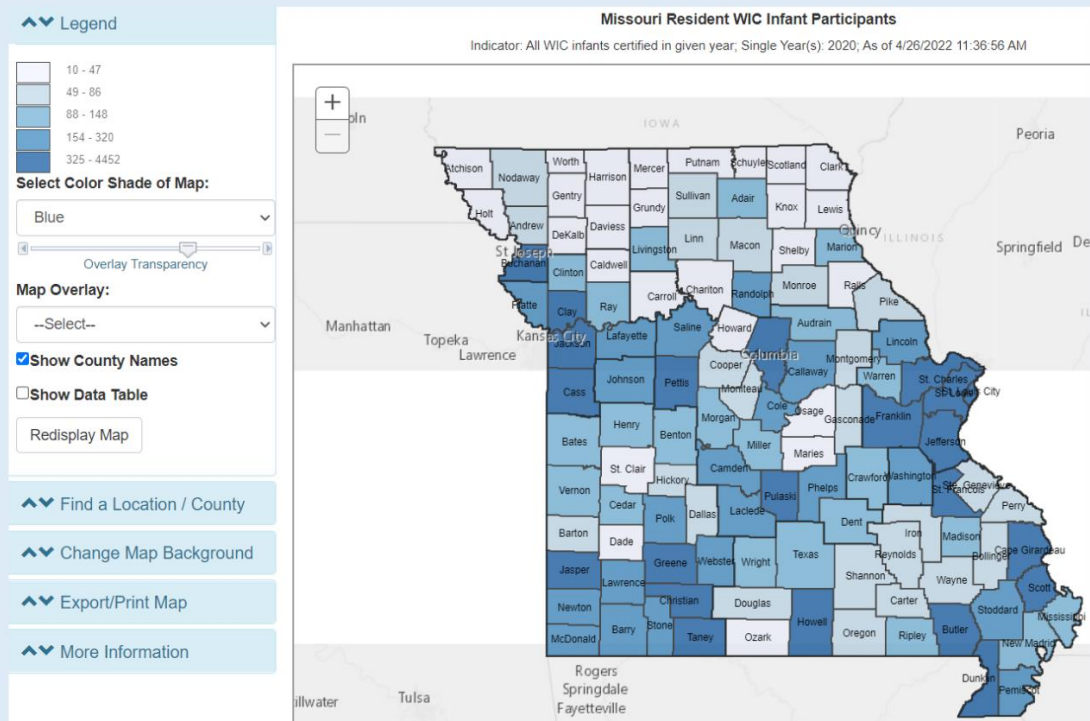 Legend
10 - 47
49 - 86
88 - 148
154 - 320
325 - 4452
Select Color Shade of Map:
Blue
Overlay Transparency
Map Overlay:
--Select--
Show County Names
Show Data Table
Redisplay Map
Find a Location / County
Change Map Background
Export/Print Map
More Information
Missouri Resident WIC Infant Participants
Indicator: All WIC infants certified in given year; Single Year(s): 2020; As of 4/26/2022 11:36:56 AM
+
−
oln
IOWA
Peoria
Atchison
Nodaway
Worth
Harrison
Mercer
Putnam
Schuyle
Scotland
Clark
Gentry
Sullivan
Adair
Knox
Lewis
Holt
Andrew
DeKalb
Daviess
Grundy
Linn
Macon
Shelby
Marion
Quincy
ILLINOIS
Springfield
De
St Joseph
Buchanan
Clinton
Caldwell
Livingston
Chariton
Randolph
Monroe
Ralls
Pike
Platte
Clay
Ray
Carroll
Saline
Howard
Audrain
Manhattan
Topeka
Lawrence
Kansas City
Jackson
Lafayette
Cooper
Columbia
Callaway
Montgomery
Lincoln
Warren
St. Charles
St. Louis City
Cass
Johnson
Pettis
Moniteau
Cole
Osage
Gasconade
Franklin
Jefferson
Bates
Henry
Benton
Morgan
Miller
Maries
St. Clair
Hickory
Camden
Pulaski
Phelps
Crawford
Washington
Ste. Genevieve
St. Francois
Perry
Vernon
Cedar
Polk
Dallas
Laclede
Dent
Iron
Madison
Bollinger
Cape Girardeau
Barton
Dade
Greene
Webster
Wright
Texas
Reynolds
Shannon
Wayne
Scott
Jasper
Lawrence
Christian
Douglas
Carter
Stoddard
Mississippi
Newton
Barry
Stone
Taney
Ozark
Howell
Oregon
Ripley
Butler
New Madrid
McDonald
Dunklin
Pemiscot
Rogers
Springdale
Fayetteville
illwater
Tulsa